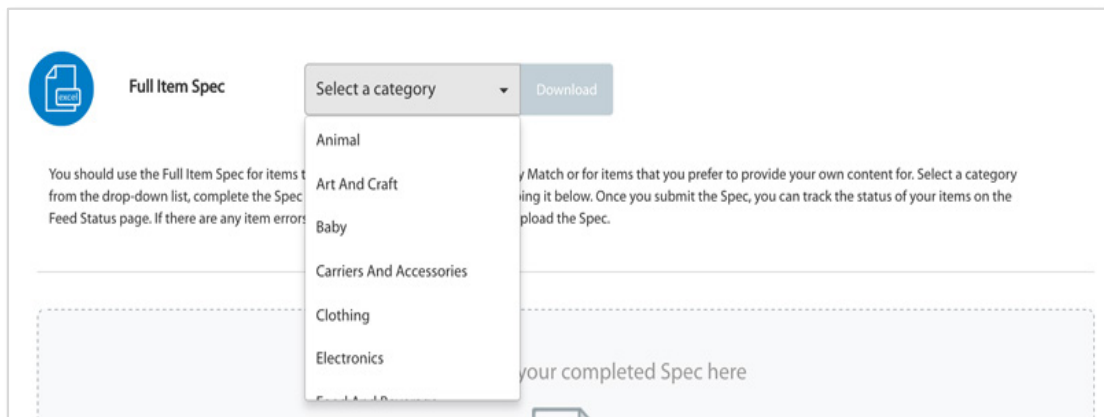 excel
Full Item Spec
Select a category
Download
Animal
Art And Craft
Baby
Carriers And Accessories
Clothing
Electronics
Food And Beverage
You should use the Full Item Spec for items t
y Match or for items that you prefer to provide your own content for. Select a category
from the drop-down list, complete the Spec
ing it below. Once you submit the Spec, you can track the status of your items on the
Feed Status page. If there are any item errors
pload the Spec.
your completed Spec here